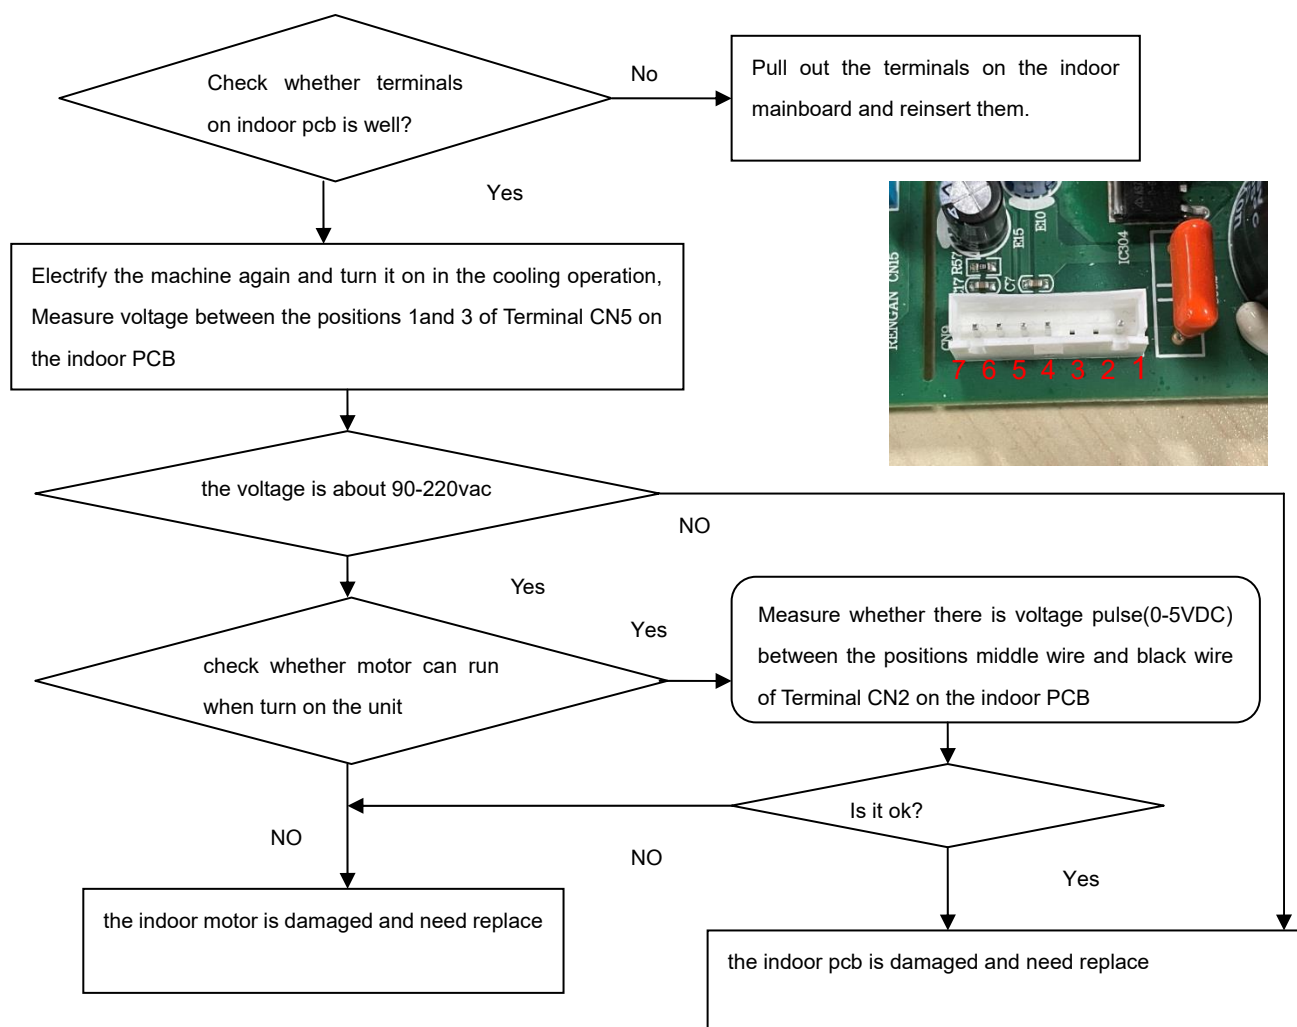 Check whether terminals
on indoor pcb is well?
No
Pull out the terminals on the indoor
mainboard and reinsert them.
Yes
Electrify the machine again and turn it on in the cooling operation,
Measure voltage between the positions 1and 3 of Terminal CN5 on
the indoor PCB
RENGAN CN15
CN9
C17
R57
C7
E15
E10
IC304
7 6 5 4 3 2 1
the voltage is about 90-220vac
NO
Yes
check whether motor can run
when turn on the unit
Yes
Measure whether there is voltage pulse(0-5VDC)
between the positions middle wire and black wire
of Terminal CN2 on the indoor PCB
Is it ok?
NO
NO
Yes
the indoor motor is damaged and need replace
the indoor pcb is damaged and need replace